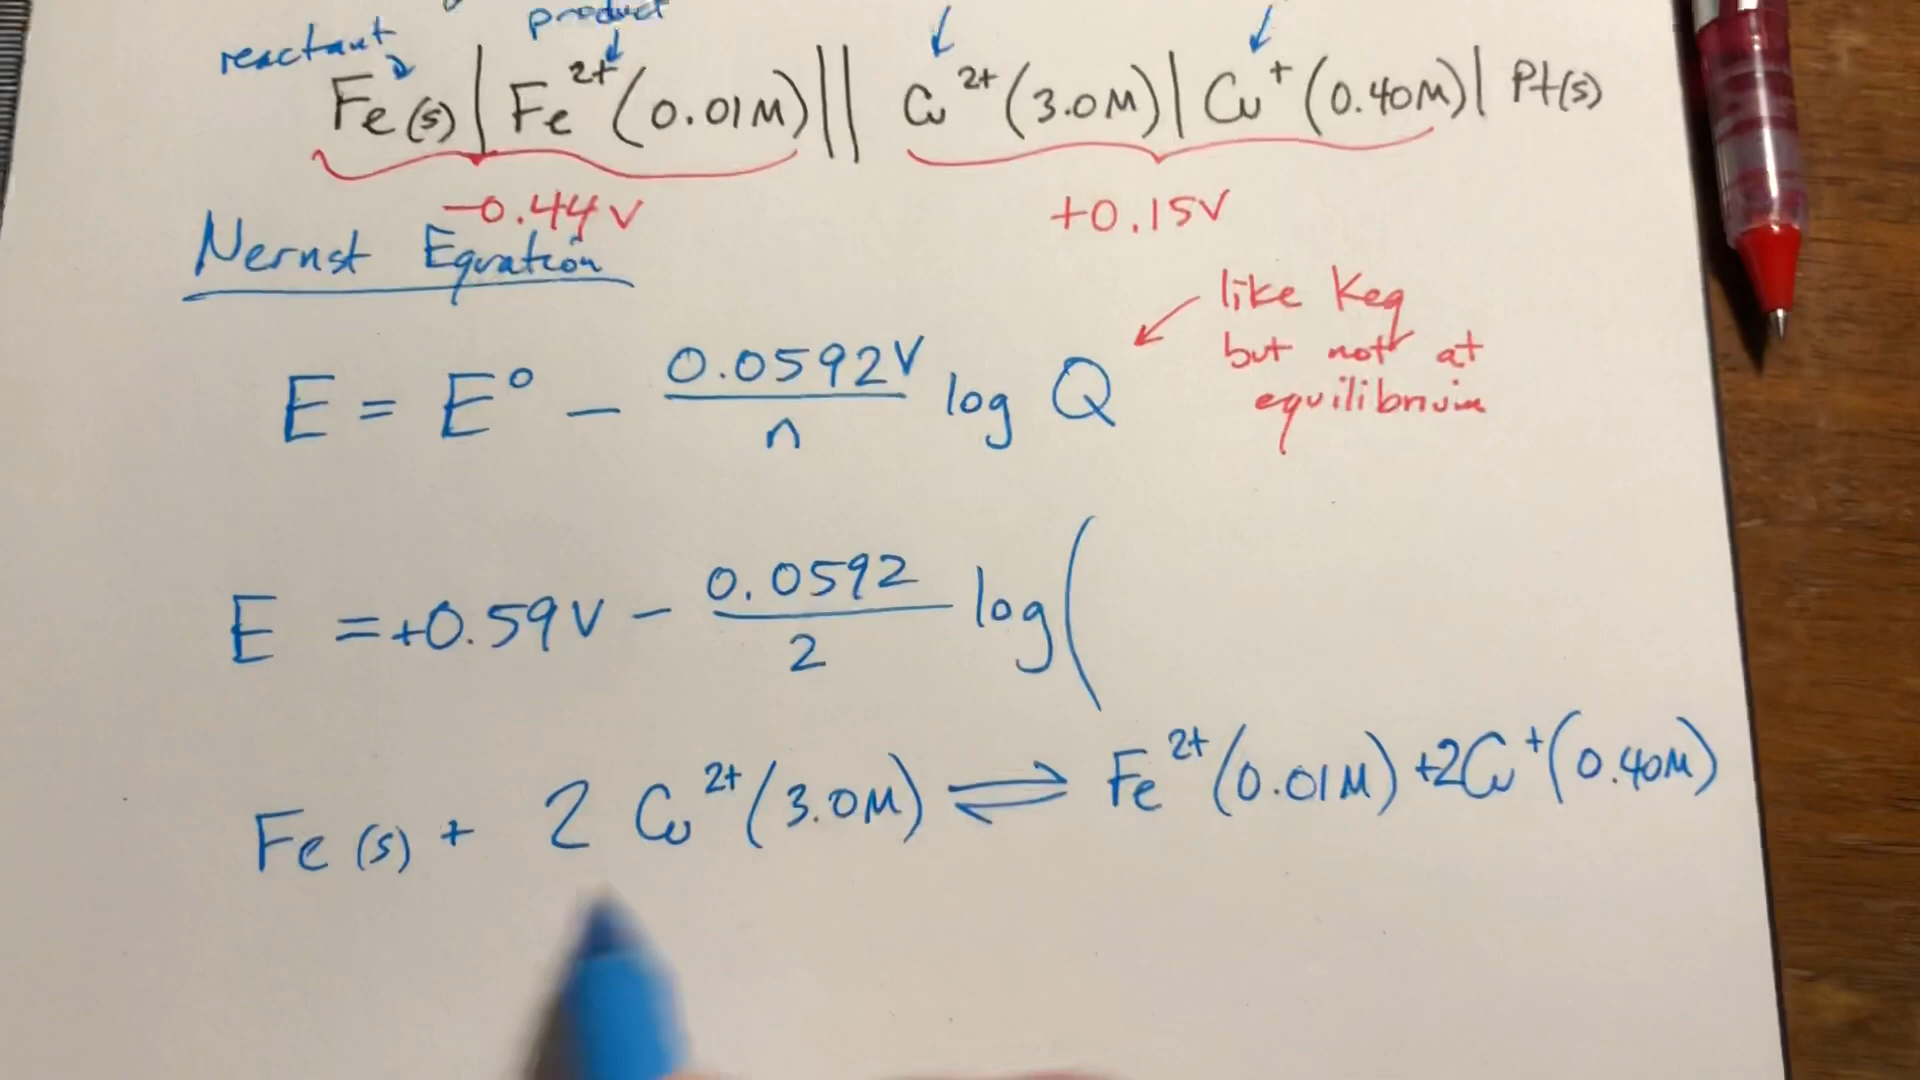 product
reactant
Fe(s) | Fe²⁺(0.01M) || Cu²⁺(3.0M) | Cu⁺(0.40M) | Pt(s)
-0.44V +0.15V
Nernst Equation
like Keq
but not at
equilibrium
E = E° - 0.0592V/n log Q
E = +0.59V - 0.0592/2 log(
Fe(s) + 2 Cu²⁺(3.0M) ⇌ Fe²⁺(0.01M) + 2Cu⁺(0.40M)